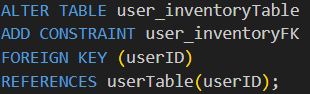 ALTER TABLE user_inventoryTable
ADD CONSTRAINT user_inventoryFK
FOREIGN KEY (userID)
REFERENCES userTable(userID);